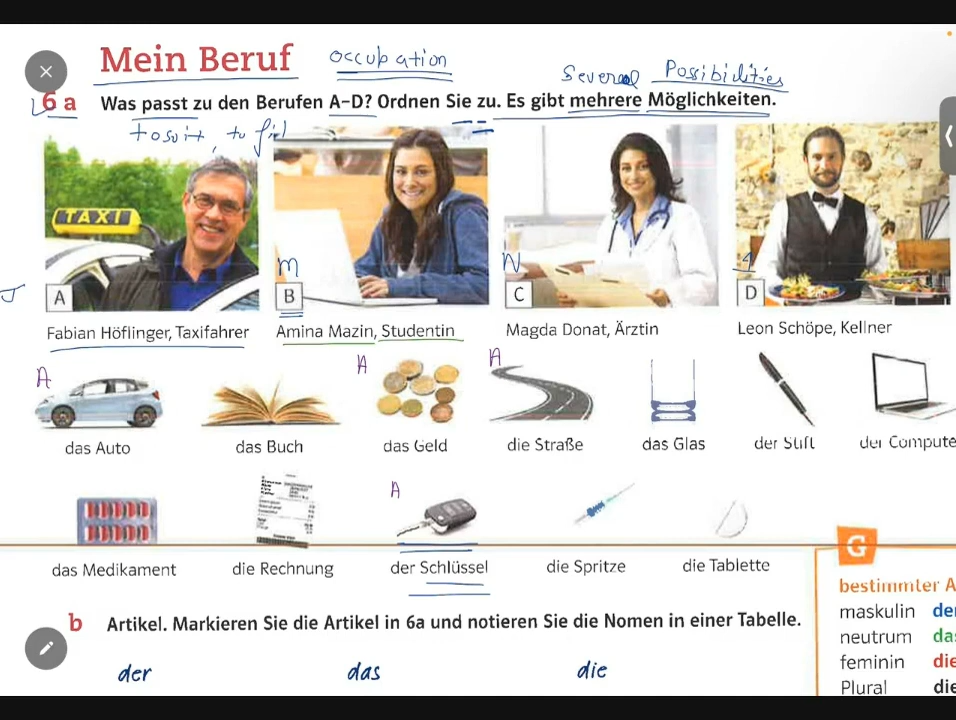 Mein Beruf occupation
several Possibilities
6 a Was passt zu den Berufen A–D? Ordnen Sie zu. Es gibt mehrere Möglichkeiten.
to suit, to
TAXI
m N
A B C D
Fabian Höflinger, Taxifahrer Amina Mazin, Studentin Magda Donat, Ärztin Leon Schöpe, Kellner
A A A
das Auto das Buch das Geld die Straße das Glas der Stift der Compute
A
das Medikament die Rechnung der Schlüssel die Spritze die Tablette
G
b Artikel. Markieren Sie die Artikel in 6a und notieren Sie die Nomen in einer Tabelle.
der das die
bestimmter A
maskulin de
neutrum da
feminin die
Plural die